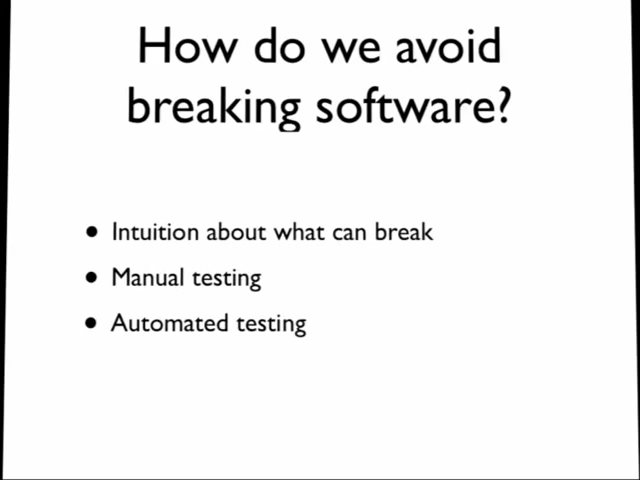 How do we avoid
breaking software?
• Intuition about what can break
• Manual testing
• Automated testing